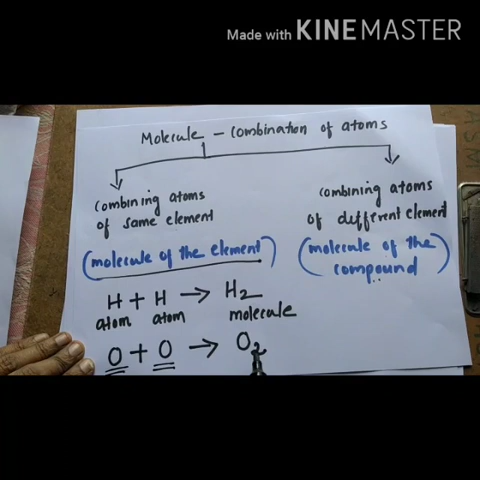 Made with KINEMASTER
Molecule - combination of atoms
combining atoms
of same element
(molecule of the element)
combining atoms
of different element
(molecule of the
compound)
H + H → H₂
atom atom molecule
O + O → O₂